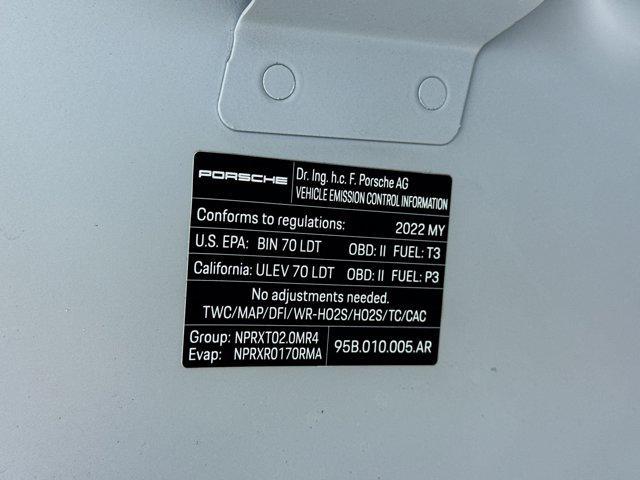 PORSCHE
Dr. Ing. h.c. F. Porsche AG
VEHICLE EMISSION CONTROL INFORMATION
Conforms to regulations: 2022 MY
U.S. EPA: BIN 70 LDT OBD: II FUEL: T3
California: ULEV 70 LDT OBD: II FUEL: P3
No adjustments needed.
TWC/MAP/DFI/WR-HO2S/HO2S/TC/CAC
Group: NPRXT02.0MR4
Evap: NPRXR0170RMA
95B.010.005.AR